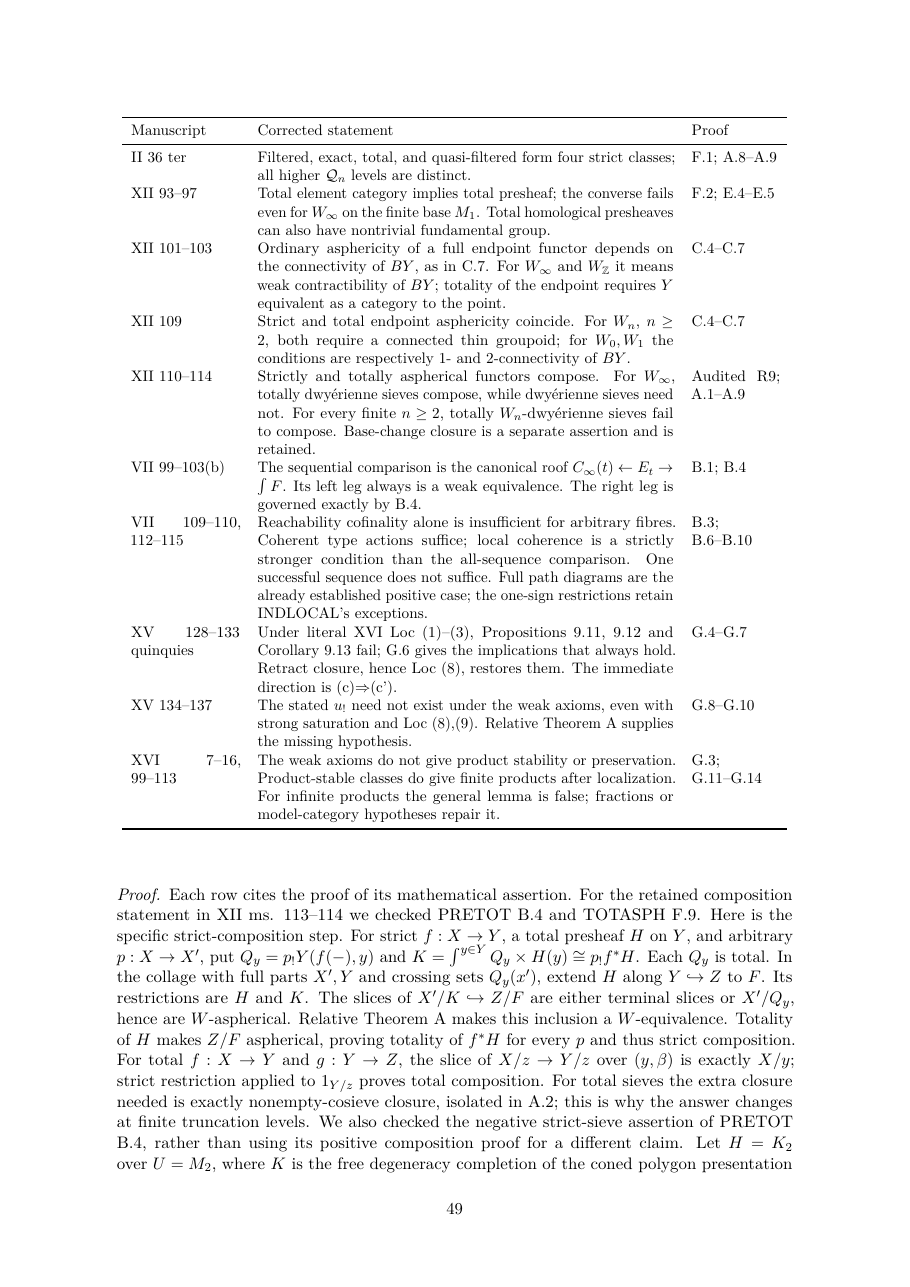 Manuscript Corrected statement Proof
II 36 ter Filtered, exact, total, and quasi-filtered form four strict classes; F.1; A.8–A.9
all higher 𝒬ₙ levels are distinct.
XII 93–97 Total element category implies total presheaf; the converse fails F.2; E.4–E.5
even for W∞ on the finite base M₁. Total homological presheaves
can also have nontrivial fundamental group.
XII 101–103 Ordinary asphericity of a full endpoint functor depends on C.4–C.7
the connectivity of BY, as in C.7. For W∞ and W_ℤ it means
weak contractibility of BY; totality of the endpoint requires Y
equivalent as a category to the point.
XII 109 Strict and total endpoint asphericity coincide. For Wₙ, n ≥ C.4–C.7
2, both require a connected thin groupoid; for W₀, W₁ the
conditions are respectively 1- and 2-connectivity of BY.
XII 110–114 Strictly and totally aspherical functors compose. For W∞, Audited R9;
totally dwyérienne sieves compose, while dwyérienne sieves need A.1–A.9
not. For every finite n ≥ 2, totally Wₙ-dwyérienne sieves fail
to compose. Base-change closure is a separate assertion and is
retained.
VII 99–103(b) The sequential comparison is the canonical roof C∞(t) ← Eₜ → B.1; B.4
∫ F. Its left leg always is a weak equivalence. The right leg is
governed exactly by B.4.
VII 109–110, Reachability cofinality alone is insufficient for arbitrary fibres. B.3;
112–115 Coherent type actions suffice; local coherence is a strictly B.6–B.10
stronger condition than the all-sequence comparison. One
successful sequence does not suffice. Full path diagrams are the
already established positive case; the one-sign restrictions retain
INDLOCAL's exceptions.
XV 128–133 Under literal XVI Loc (1)–(3), Propositions 9.11, 9.12 and G.4–G.7
quinquies Corollary 9.13 fail; G.6 gives the implications that always hold.
Retract closure, hence Loc (8), restores them. The immediate
direction is (c)⇒(c').
XV 134–137 The stated u_! need not exist under the weak axioms, even with G.8–G.10
strong saturation and Loc (8),(9). Relative Theorem A supplies
the missing hypothesis.
XVI 7–16, The weak axioms do not give product stability or preservation. G.3;
99–113 Product-stable classes do give finite products after localization. G.11–G.14
For infinite products the general lemma is false; fractions or
model-category hypotheses repair it.
Proof. Each row cites the proof of its mathematical assertion. For the retained composition
statement in XII ms. 113–114 we checked PRETOT B.4 and TOTASPH F.9. Here is the
specific strict-composition step. For strict f : X → Y, a total presheaf H on Y, and arbitrary
p : X → X′, put Q_y = p_!Y(f(−), y) and K = ∫^{y∈Y} Q_y × H(y) ≅ p_!f*H. Each Q_y is total. In
the collage with full parts X′, Y and crossing sets Q_y(x′), extend H along Y ↪ Z to F. Its
restrictions are H and K. The slices of X′/K ↪ Z/F are either terminal slices or X′/Q_y,
hence are W-aspherical. Relative Theorem A makes this inclusion a W-equivalence. Totality
of H makes Z/F aspherical, proving totality of f*H for every p and thus strict composition.
For total f : X → Y and g : Y → Z, the slice of X/z → Y/z over (y, β) is exactly X/y;
strict restriction applied to 1_{Y/z} proves total composition. For total sieves the extra closure
needed is exactly nonempty-cosieve closure, isolated in A.2; this is why the answer changes
at finite truncation levels. We also checked the negative strict-sieve assertion of PRETOT
B.4, rather than using its positive composition proof for a different claim. Let H = K₂
over U = M₂, where K is the free degeneracy completion of the coned polygon presentation
49